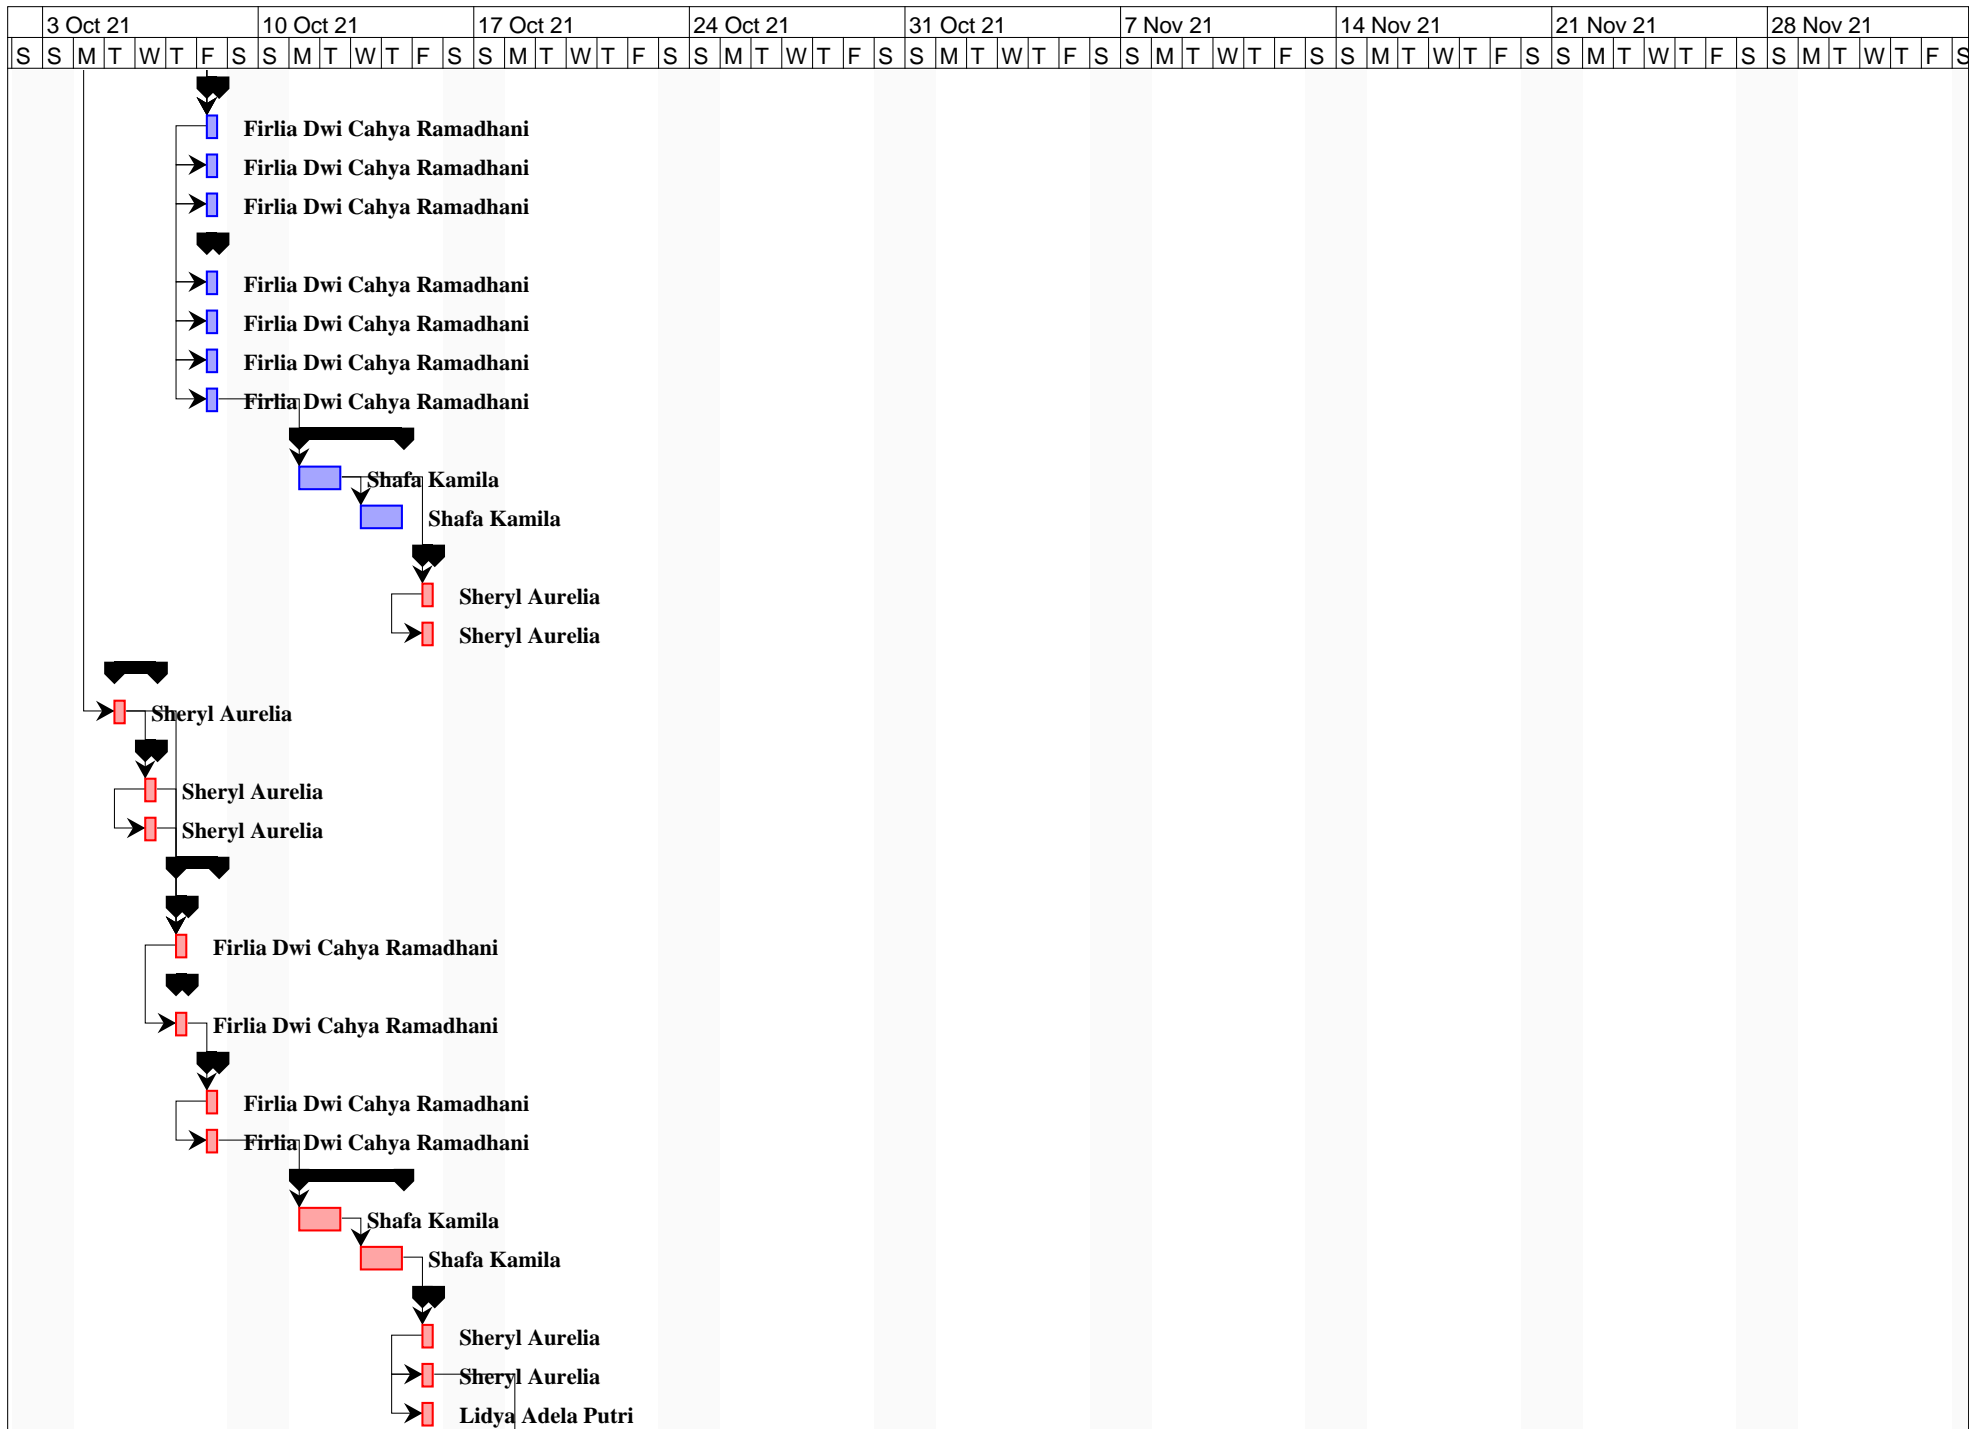 3 Oct 21 10 Oct 21 17 Oct 21 24 Oct 21 31 Oct 21 7 Nov 21 14 Nov 21 21 Nov 21 28 Nov 21
S S M T W T F S S M T W T F S S M T W T F S S M T W T F S S M T W T F S S M T W T F S S M T W T F S S M T W T F S S M T W T F S
Firlia Dwi Cahya Ramadhani
Firlia Dwi Cahya Ramadhani
Firlia Dwi Cahya Ramadhani
Firlia Dwi Cahya Ramadhani
Firlia Dwi Cahya Ramadhani
Firlia Dwi Cahya Ramadhani
Firlia Dwi Cahya Ramadhani
Shafa Kamila
Shafa Kamila
Sheryl Aurelia
Sheryl Aurelia
Sheryl Aurelia
Sheryl Aurelia
Sheryl Aurelia
Firlia Dwi Cahya Ramadhani
Firlia Dwi Cahya Ramadhani
Firlia Dwi Cahya Ramadhani
Firlia Dwi Cahya Ramadhani
Shafa Kamila
Shafa Kamila
Sheryl Aurelia
Sheryl Aurelia
Lidya Adela Putri